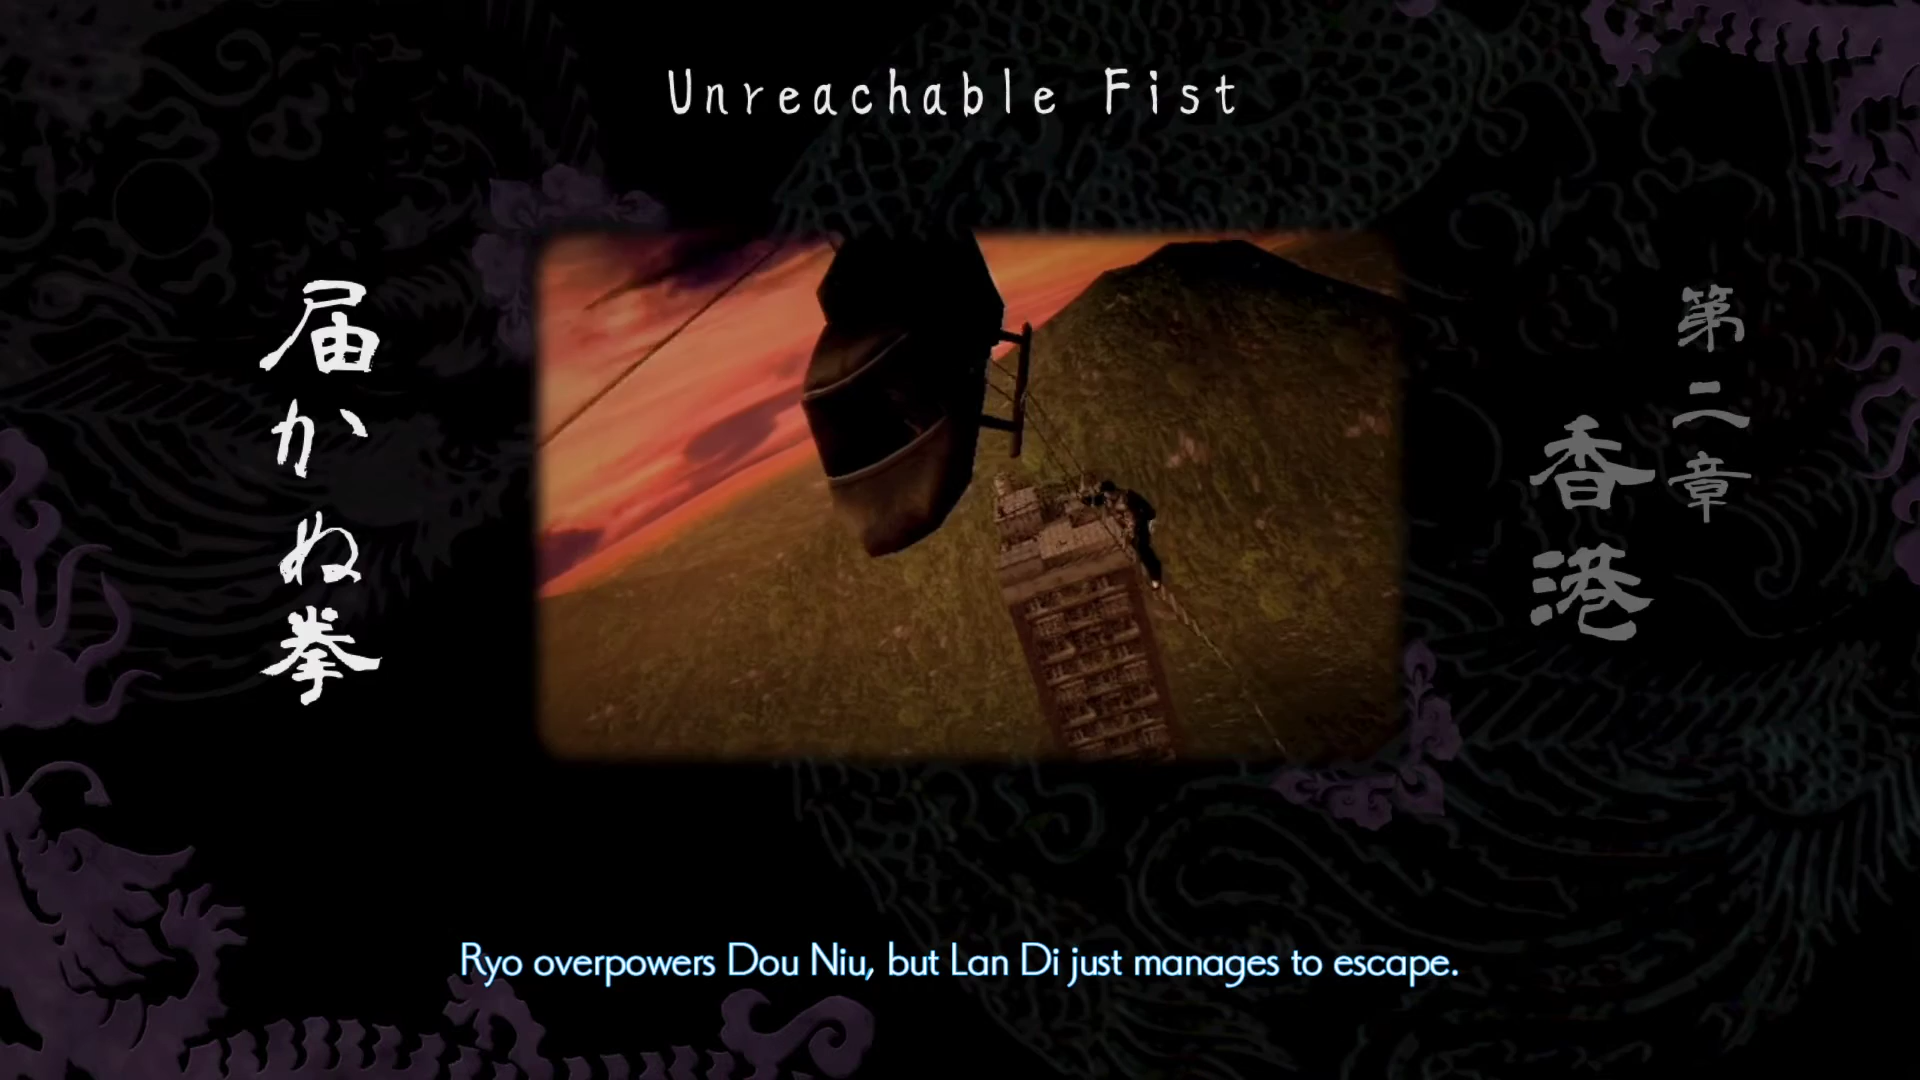 Unreachable Fist
第二章
香港
届かぬ拳
Ryo overpowers Dou Niu, but Lan Di just manages to escape.